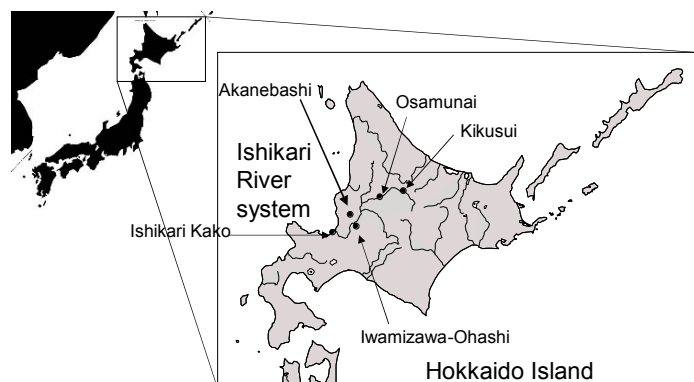 Akanebashi
Osamunai
Kikusui
Ishikari
River
system
Ishikari Kako
Iwamizawa-Ohashi
Hokkaido Island